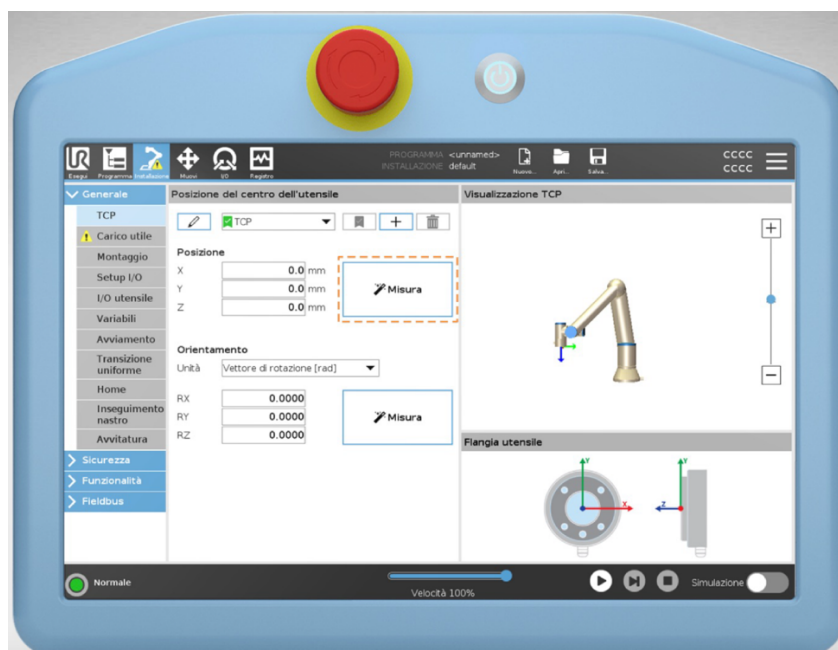 UR
Esegui
Programma
Installazione
Muovi
I/O
Registro
PROGRAMMA <unnamed>
INSTALLAZIONE default
Nuovo...
Apri...
Salva...
CCCC
CCCC
Generale
TCP
Carico utile
Montaggio
Setup I/O
I/O utensile
Variabili
Avviamento
Transizione
uniforme
Home
Inseguimento
nastro
Avvitatura
Sicurezza
Funzionalità
Fieldbus
Posizione del centro dell'utensile
TCP
Posizione
X 0.0 mm
Y 0.0 mm
Z 0.0 mm
Misura
Orientamento
Unità Vettore di rotazione [rad]
RX 0.0000
RY 0.0000
RZ 0.0000
Misura
Visualizzazione TCP
Flangia utensile
Y
X
Y
Z
Normale
Velocità 100%
Simulazione